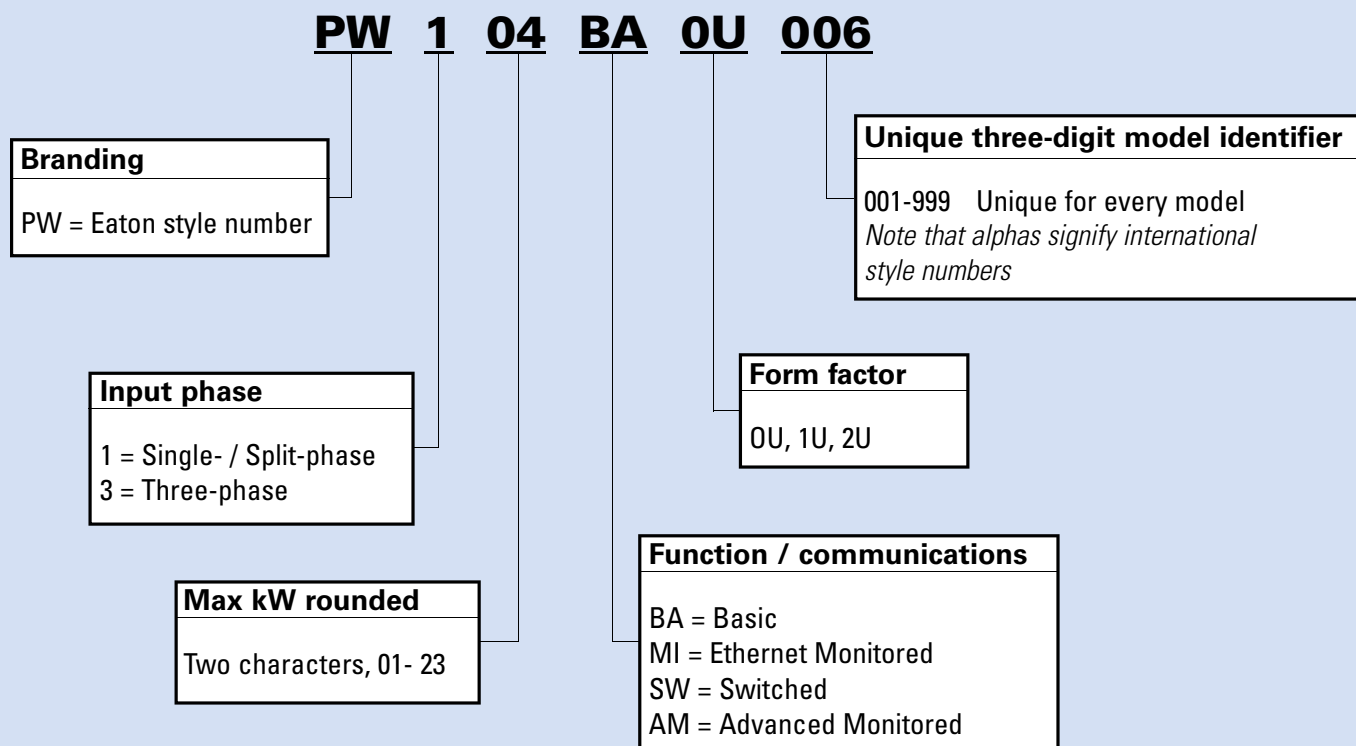 PW 1 04 BA 0U 006
Branding
PW = Eaton style number
Unique three-digit model identifier
001-999 Unique for every model
Note that alphas signify international
style numbers
Input phase
1 = Single- / Split-phase
3 = Three-phase
Form factor
0U, 1U, 2U
Max kW rounded
Two characters, 01- 23
Function / communications
BA = Basic
MI = Ethernet Monitored
SW = Switched
AM = Advanced Monitored